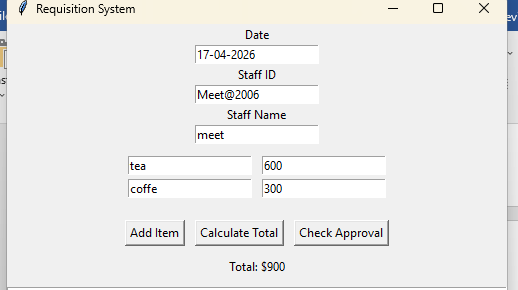 Requisition System
Date
17-04-2026
Staff ID
Meet@2006
Staff Name
meet
tea 600
coffe 300
Add Item Calculate Total Check Approval
Total: $900